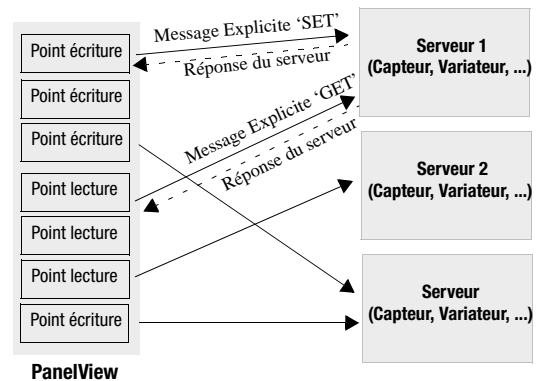 Point écriture
Point écriture
Point écriture
Point lecture
Point lecture
Point lecture
Point écriture
PanelView
Message Explicite ‘SET’
Réponse du serveur
Message Explicite ‘GET’
Réponse du serveur
Serveur 1
(Capteur, Variateur, ...)
Serveur 2
(Capteur, Variateur, ...)
Serveur
(Capteur, Variateur, ...)